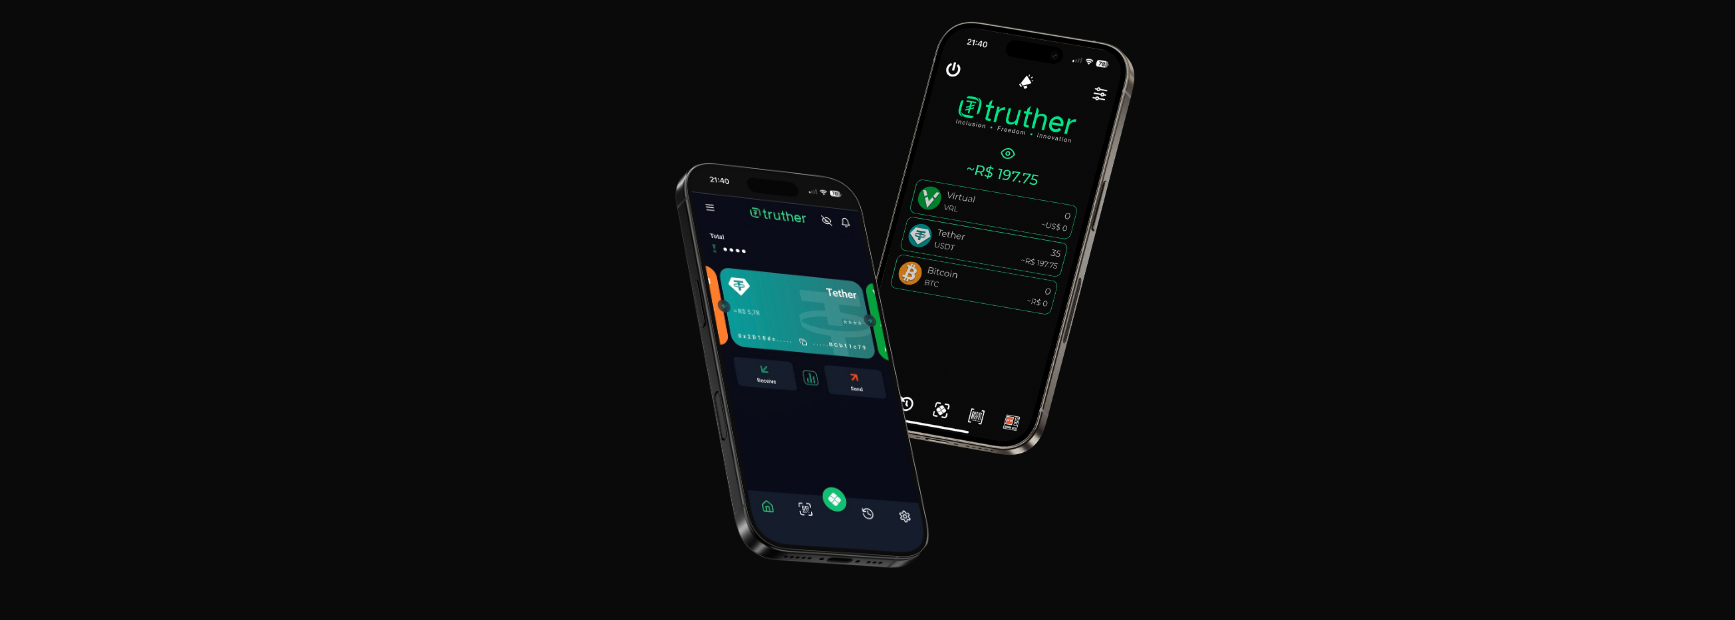 21:40
truther
Total
Tether
~R$ 5,78
Receive
Send
21:40
78
truther
Inclusion • Freedom • Innovation
~R$ 197.75
Virtual
0
VRL
~US$ 0
Tether
35
USDT
~R$ 197.75
Bitcoin
0
BTC
~R$ 0